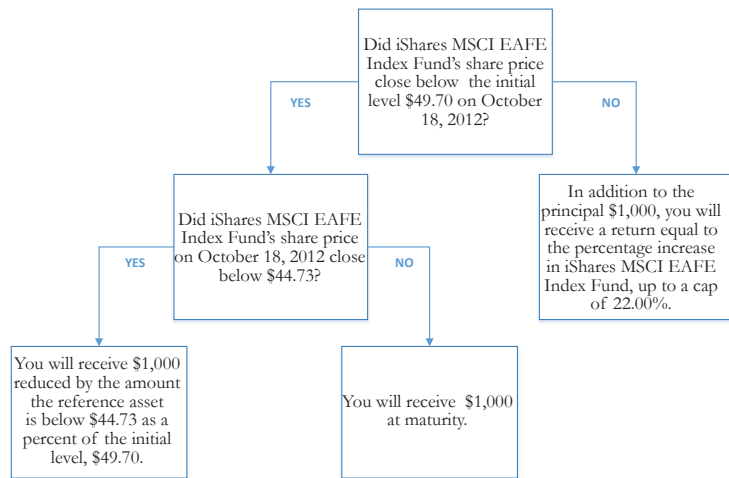 Did iShares MSCI EAFE
Index Fund's share price
close below the initial
level $49.70 on October
18, 2012?
YES
NO
Did iShares MSCI EAFE
Index Fund's share price
on October 18, 2012 close
below $44.73?
In addition to the
principal $1,000, you will
receive a return equal to
the percentage increase
in iShares MSCI EAFE
Index Fund, up to a cap
of 22.00%.
YES
NO
You will receive $1,000
reduced by the amount
the reference asset
is below $44.73 as a
percent of the initial
level, $49.70.
You will receive $1,000
at maturity.